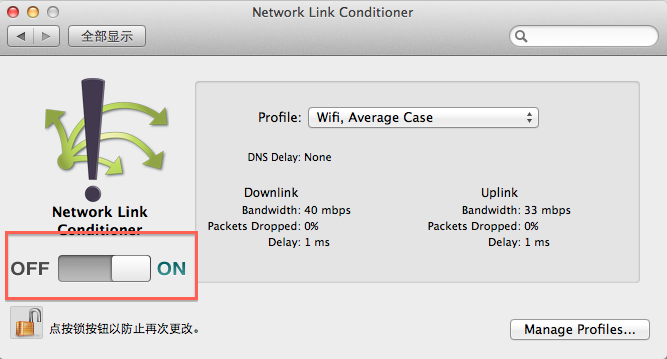 Network Link Conditioner
全部显示
Profile: Wifi, Average Case
DNS Delay: None
Downlink Uplink
Bandwidth: 40 mbps Bandwidth: 33 mbps
Packets Dropped: 0% Packets Dropped: 0%
Delay: 1 ms Delay: 1 ms
Network Link
Conditioner
OFF ON
点按锁按钮以防止再次更改。
Manage Profiles...